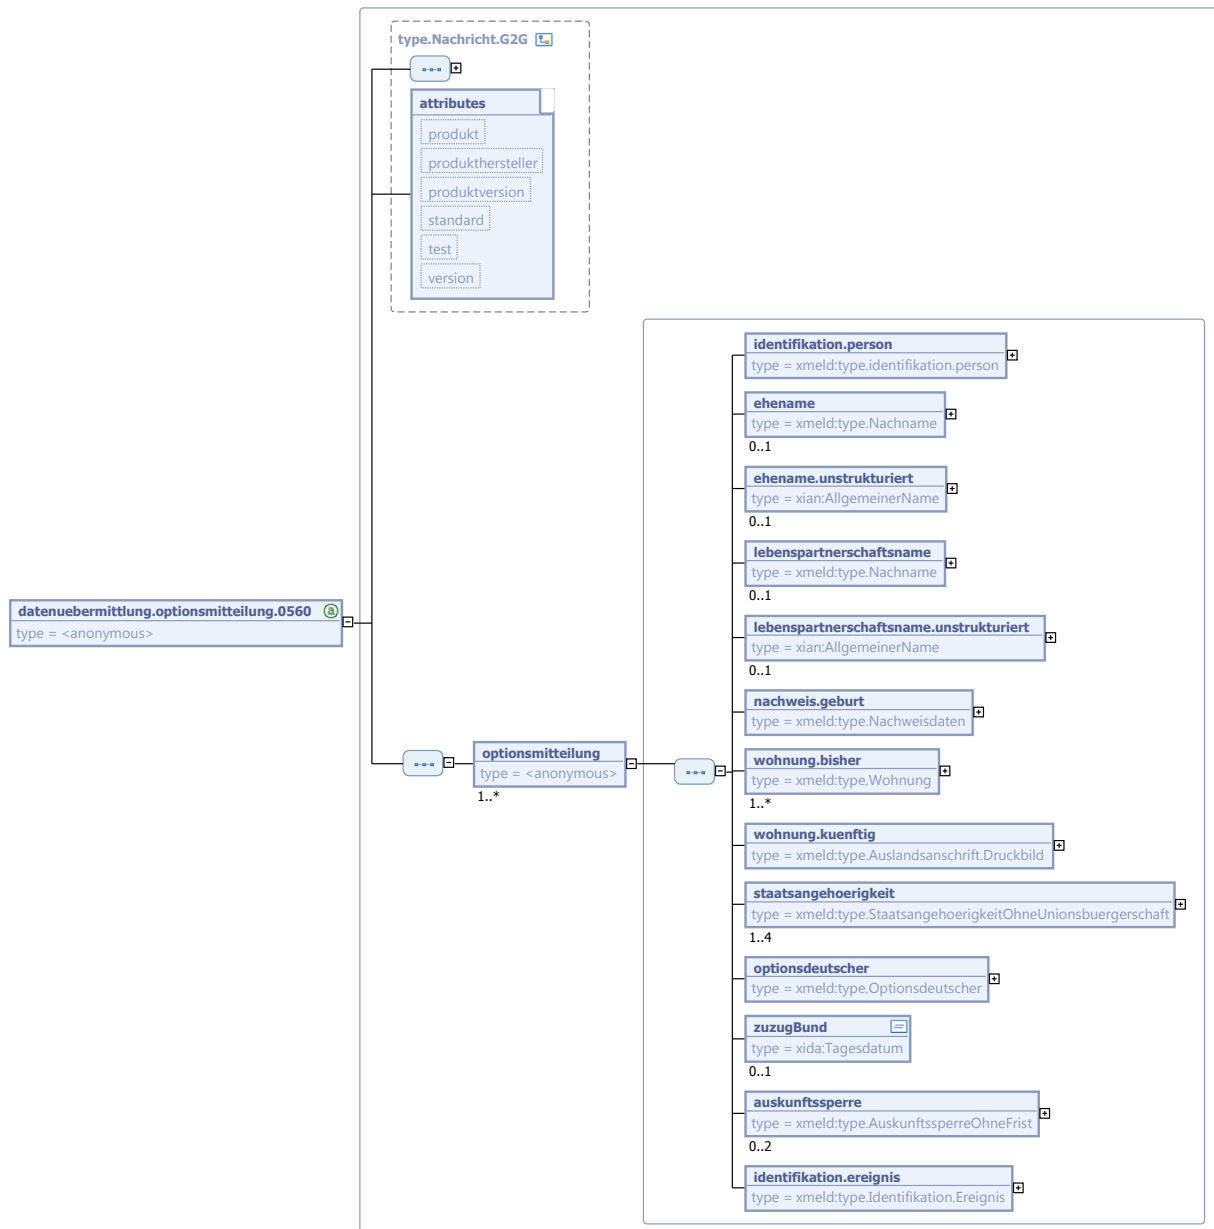 type.Nachricht.G2G
attributes
produkt
produkthersteller
produktversion
standard
test
version
identifikation.person
type = xmeld:type.identifikation.person
ehename
type = xmeld:type.Nachname
0..1
ehename.unstrukturiert
type = xian:AllgemeinerName
0..1
lebenspartnerschaftsname
type = xmeld:type.Nachname
0..1
datenuebermittlung.optionsmitteilung.0560 a
type = <anonymous>
lebenspartnerschaftsname.unstrukturiert
type = xian:AllgemeinerName
0..1
nachweis.geburt
type = xmeld:type.Nachweisdaten
optionsmitteilung
type = <anonymous>
1..*
wohnung.bisher
type = xmeld:type.Wohnung
1..*
wohnung.kuenftig
type = xmeld:type.Auslandsanschrift.Druckbild
staatsangehoerigkeit
type = xmeld:type.StaatsangehoerigkeitOhneUnionsbuergerschaft
1..4
optionsdeutscher
type = xmeld:type.Optionsdeutscher
zuzugBund
type = xida:Tagesdatum
0..1
auskunftssperre
type = xmeld:type.AuskunftssperreOhneFrist
0..2
identifikation.ereignis
type = xmeld:type.Identifikation.Ereignis